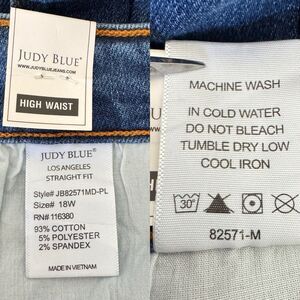 JUDY BLUE®
WWW.JUDYBLUEJEANS.COM
HIGH WAIST
JUDY BLUE®
LOS ANGELES
STRAIGHT FIT
Style# JB82571MD-PL
Size# 18W
RN# 116380
93% COTTON
5% POLYESTER
2% SPANDEX
MADE IN VIETNAM
MACHINE WASH
IN COLD WATER
DO NOT BLEACH
TUMBLE DRY LOW
COOL IRON
30°
82571-M